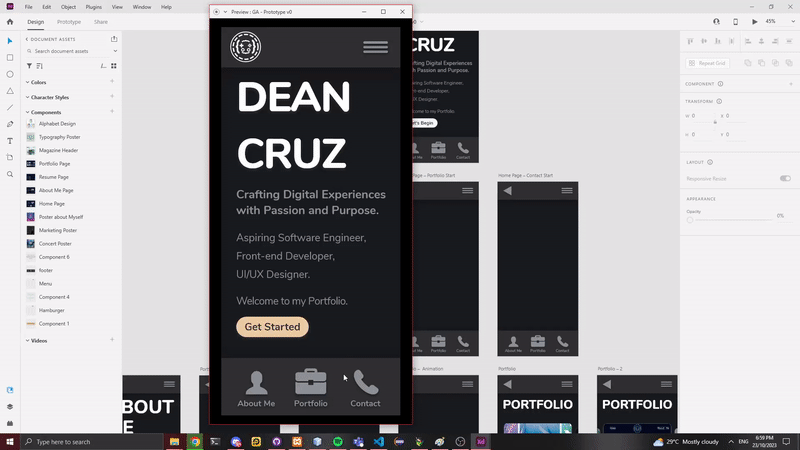 Preview : GA - Prototype v0
File Edit Object Plugins View Window Help
Design Prototype Share
45%
DOCUMENT ASSETS
Search document assets
Colors
Character Styles
Components
Alphabet Design
Typography Poster
Magazine Header
Portfolio Page
Resume Page
About Me Page
Home Page
Poster about Myself
Marketing Poster
Concert Poster
Component 6
footer
Menu
Component 4
Hamburger
Component 1
Videos
DEAN
CRUZ
Crafting Digital Experiences
with Passion and Purpose.
Aspiring Software Engineer,
Front-end Developer,
UI/UX Designer.
Welcome to my Portfolio.
Get Started
About Me Portfolio Contact
CRUZ
Crafting Digital Experiences
with Passion and Purpose.
Aspiring Software Engineer,
Front-end Developer,
UX Designer.
Welcome to my Portfolio.
Let's Begin
Portfolio Contact
Page – Portfolio Start
Home Page – Contact Start
Portfolio Contact
About Me Portfolio Contact
– Animation
Portfolio
Portfolio – 2
BOUT
PORTFOLIO
PORTFOLIO
Repeat Grid
COMPONENT
TRANSFORM
W 0 X 0
H 0 Y 0
LAYOUT
Responsive Resize
APPEARANCE
Opacity
0%
Type here to search
29°C Mostly cloudy
ENG
6:59 PM
23/10/2023